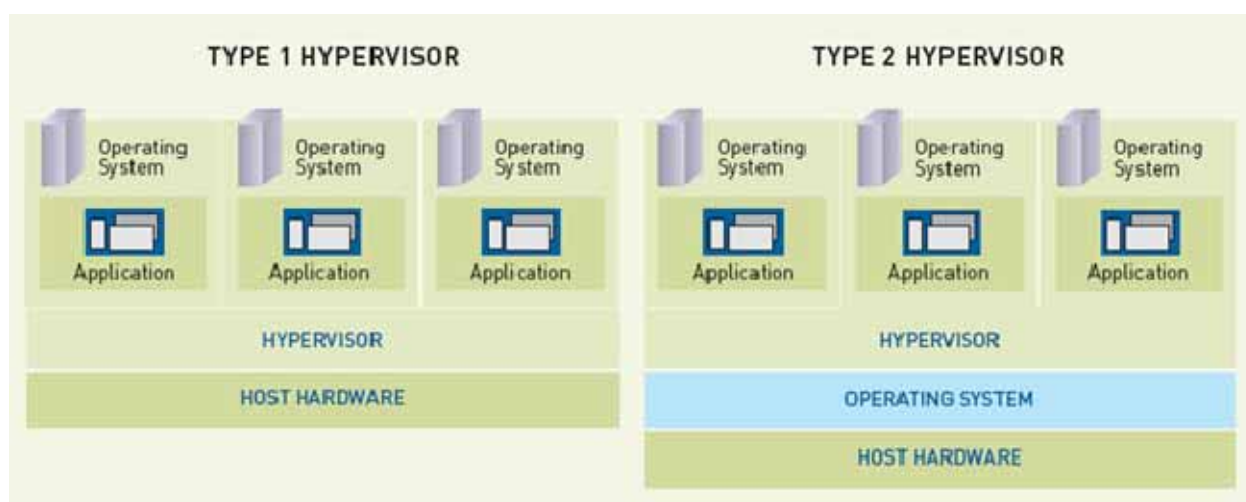 TYPE 1 HYPERVISOR
Operating
System
Application
Operating
System
Application
Operating
System
Application
HYPERVISOR
HOST HARDWARE
TYPE 2 HYPERVISOR
Operating
System
Application
Operating
System
Application
Operating
System
Application
HYPERVISOR
OPERATING SYSTEM
HOST HARDWARE